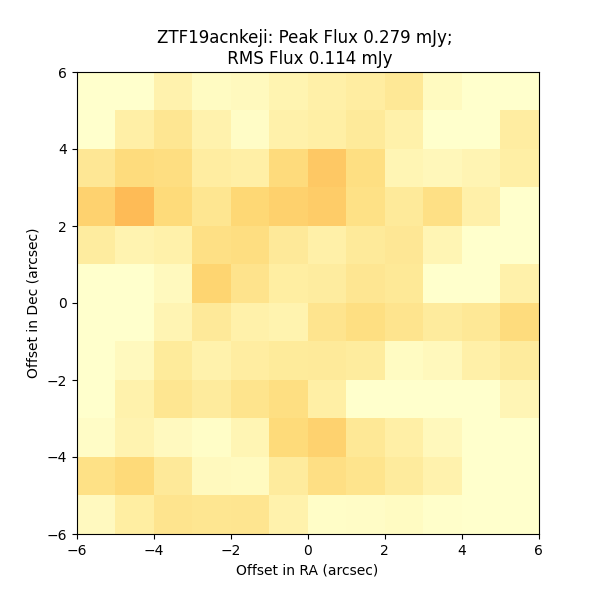 ZTF19acnkeji: Peak Flux 0.279 mJy;
RMS Flux 0.114 mJy
6
4
2
0
−2
−4
−6
Offset in Dec (arcsec)
−6 −4 −2 0 2 4 6
Offset in RA (arcsec)